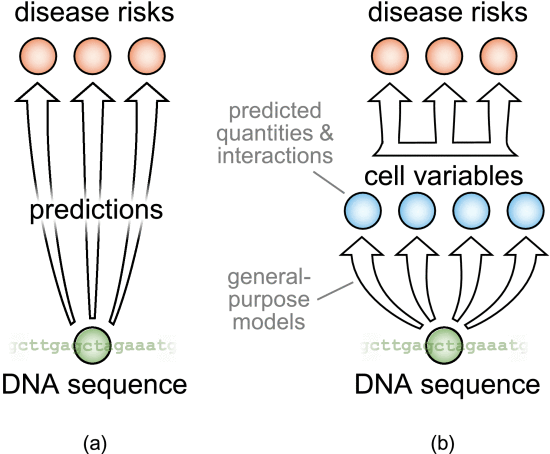 disease risks
predictions
gcttgagctagaaatg
DNA sequence
(a)
disease risks
predicted
quantities &
interactions
cell variables
general-
purpose
models
gcttgagctagaaatg
DNA sequence
(b)